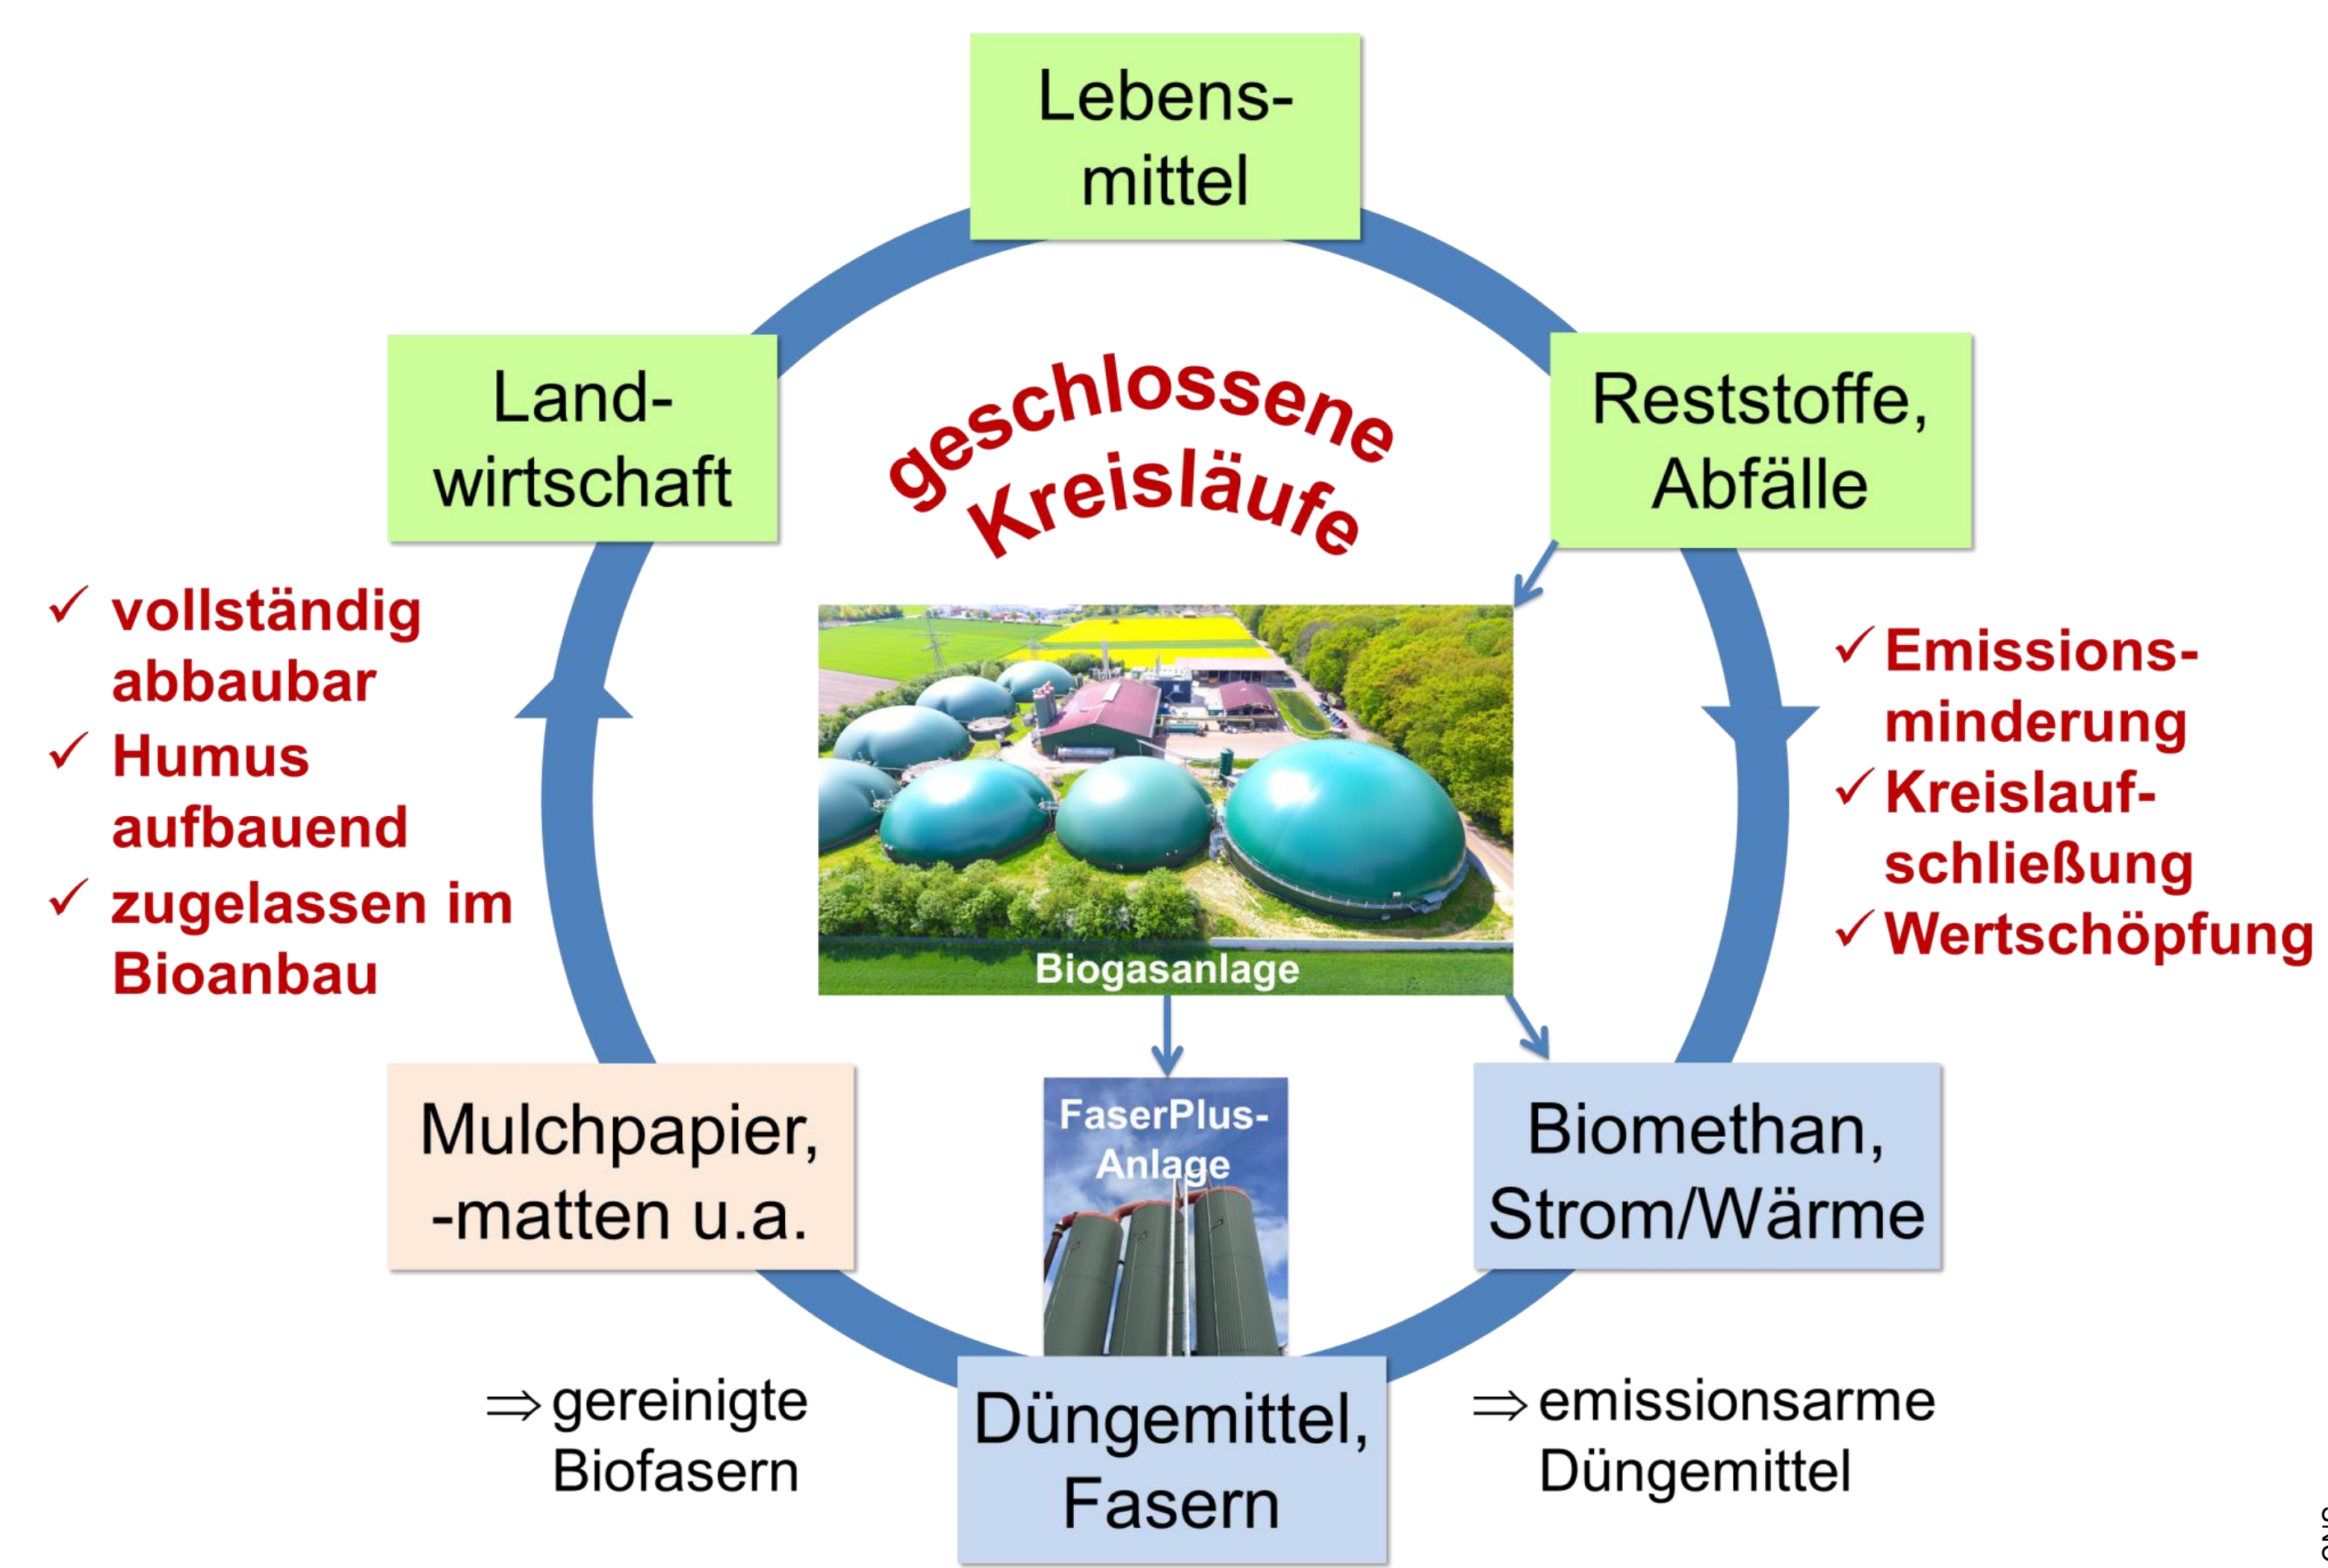 Lebens-
mittel
Land-
wirtschaft
geschlossene
Kreisläufe
Reststoffe,
Abfälle
✓ vollständig
abbaubar
✓ Humus
aufbauend
✓ zugelassen im
Bioanbau
✓ Emissions-
minderung
✓ Kreislauf-
schließung
✓ Wertschöpfung
Biogasanlage
Mulchpapier,
-matten u.a.
FaserPlus-
Anlage
Biomethan,
Strom/Wärme
⇒ gereinigte
Biofasern
Düngemittel,
Fasern
⇒ emissionsarme
Düngemittel